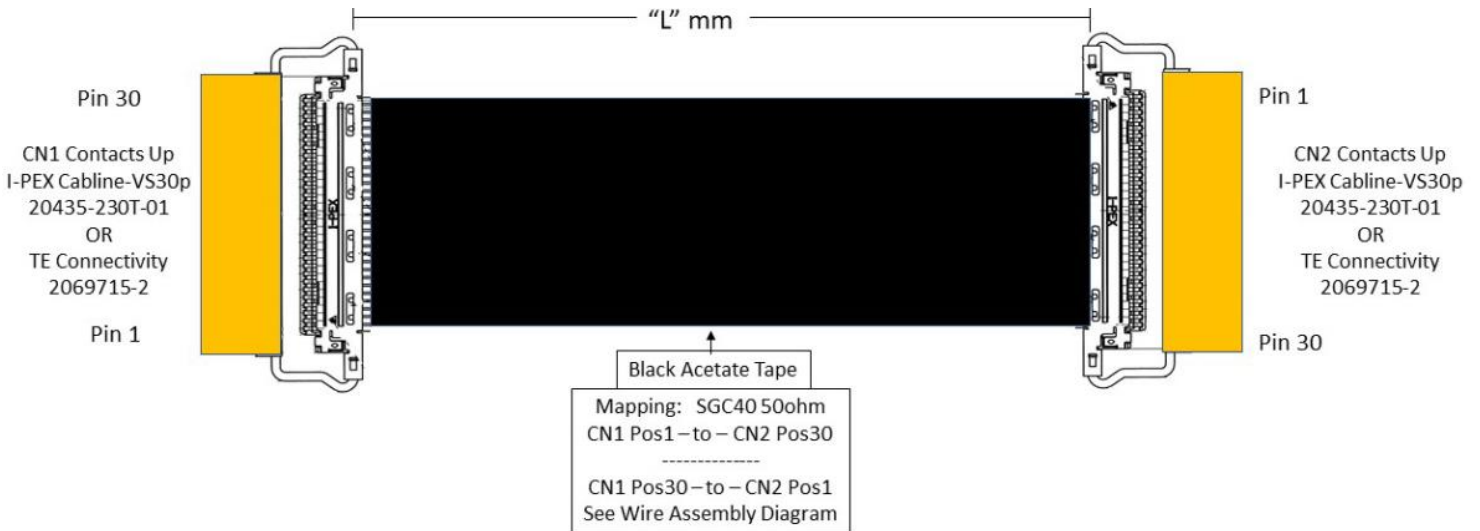 “L” mm
Pin 30
CN1 Contacts Up
I-PEX Cabline-VS30p
20435-230T-01
OR
TE Connectivity
2069715-2
Pin 1
I-PEX
I-PEX
Pin 1
CN2 Contacts Up
I-PEX Cabline-VS30p
20435-230T-01
OR
TE Connectivity
2069715-2
Pin 30
Black Acetate Tape
Mapping: SGC40 50ohm
CN1 Pos1 – to – CN2 Pos30
--------------
CN1 Pos30 – to – CN2 Pos1
See Wire Assembly Diagram